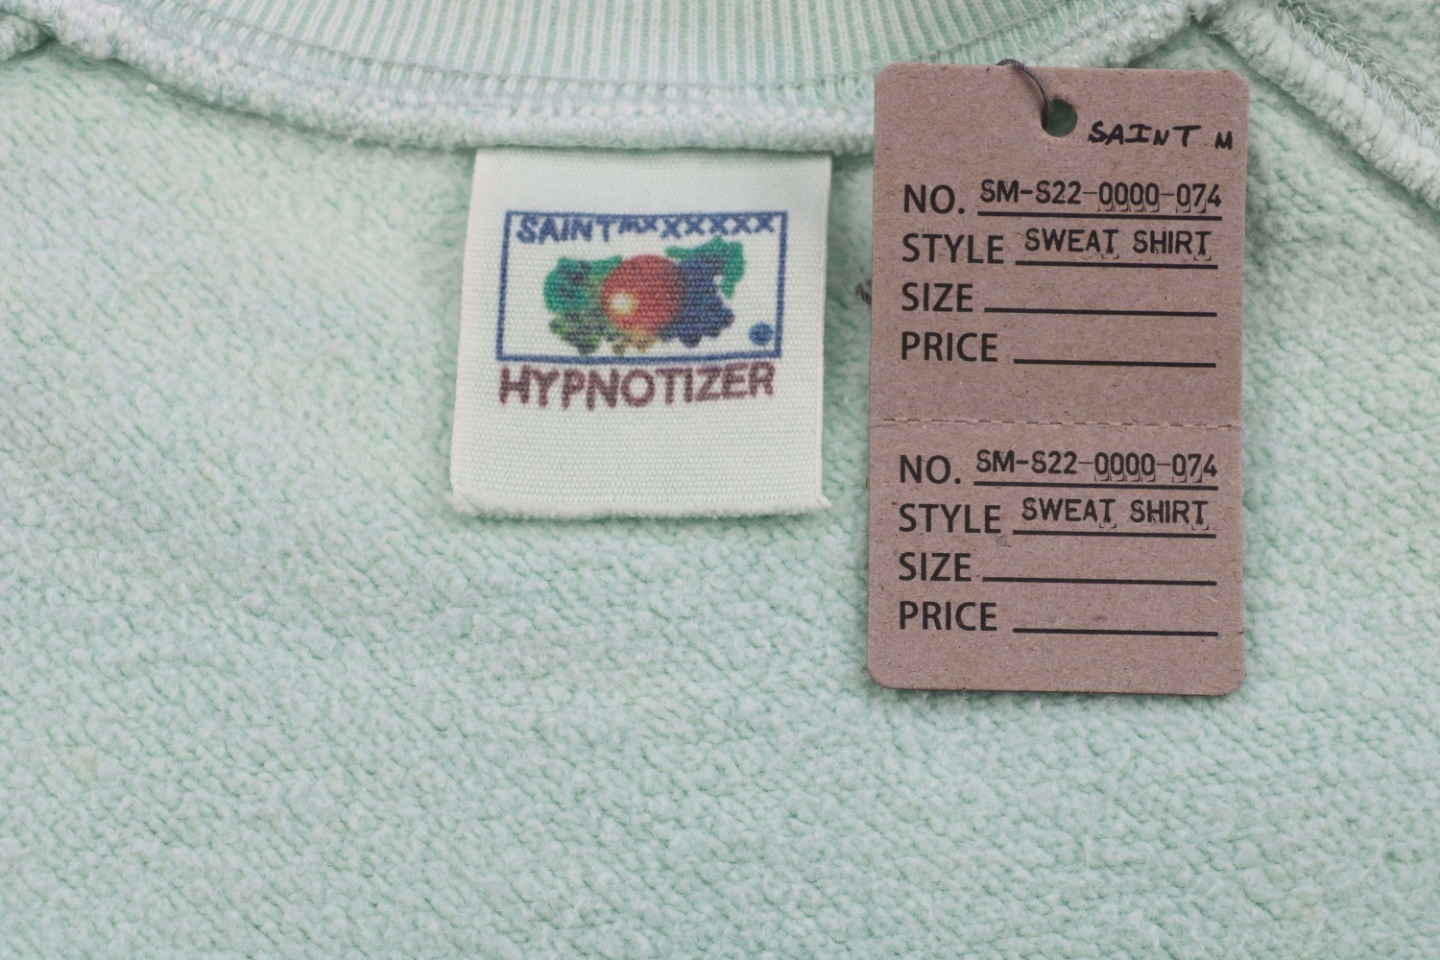 SAINT Mxxxxxx
HYPNOTIZER
SAINT M
NO. SM-S22-0000-074
STYLE SWEAT SHIRT
SIZE
PRICE
NO. SM-S22-0000-074
STYLE SWEAT SHIRT
SIZE
PRICE